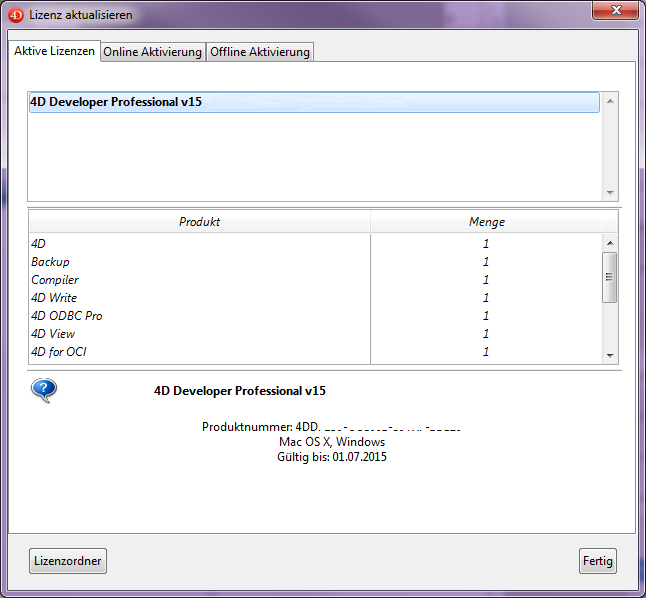 4D Lizenz aktualisieren
Aktive Lizenzen Online Aktivierung Offline Aktivierung
4D Developer Professional v15
Produkt Menge
4D 1
Backup 1
Compiler 1
4D Write 1
4D ODBC Pro 1
4D View 1
4D for OCI 1
4D Developer Professional v15
Produktnummer: 4DD
Mac OS X, Windows
Gültig bis: 01.07.2015
Lizenzordner Fertig